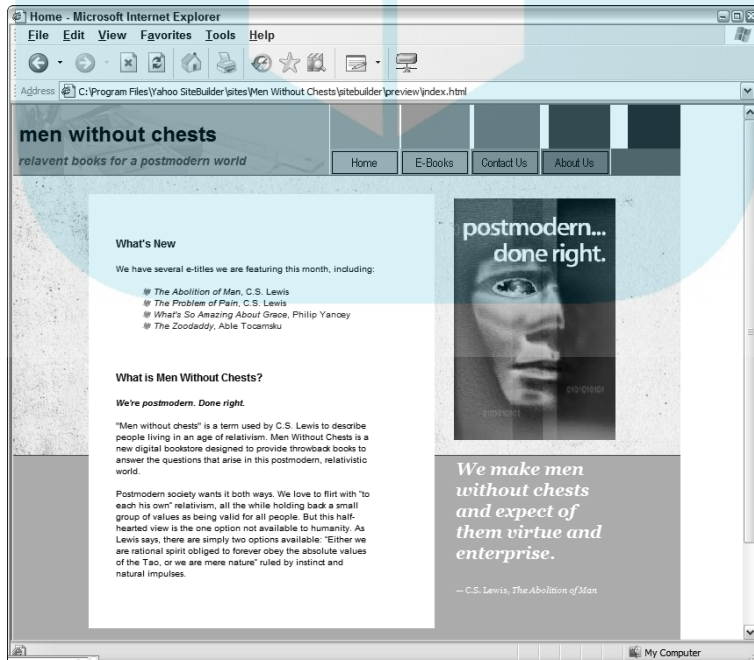 Home - Microsoft Internet Explorer
File Edit View Favorites Tools Help
Address C:\Program Files\Yahoo SiteBuilder\sites\Men Without Chests\sitebuilder\preview\index.html
men without chests
relavent books for a postmodern world
Home E-Books Contact Us About Us
What's New
We have several e-titles we are featuring this month, including:
The Abolition of Man, C.S. Lewis
The Problem of Pain, C.S. Lewis
What's So Amazing About Grace, Philip Yancey
The Zoodaddy, Able Tocamsku
What is Men Without Chests?
We're postmodern. Done right.
"Men without chests" is a term used by C.S. Lewis to describe
people living in an age of relativism. Men Without Chests is a
new digital bookstore designed to provide throwback books to
answer the questions that arise in this postmodern, relativistic
world.
Postmodern society wants it both ways. We love to flirt with "to
each his own" relativism, all the while holding back a small
group of values as being valid for all people. But this half-
hearted view is the one option not available to humanity. As
Lewis says, there are simply two options available: "Either we
are rational spirit obliged to forever obey the absolute values
of the Tao, or we are mere nature" ruled by instinct and
natural impulses.
postmodern...
done right.
0101010101
We make men
without chests
and expect of
them virtue and
enterprise.
— C.S. Lewis, The Abolition of Man
My Computer